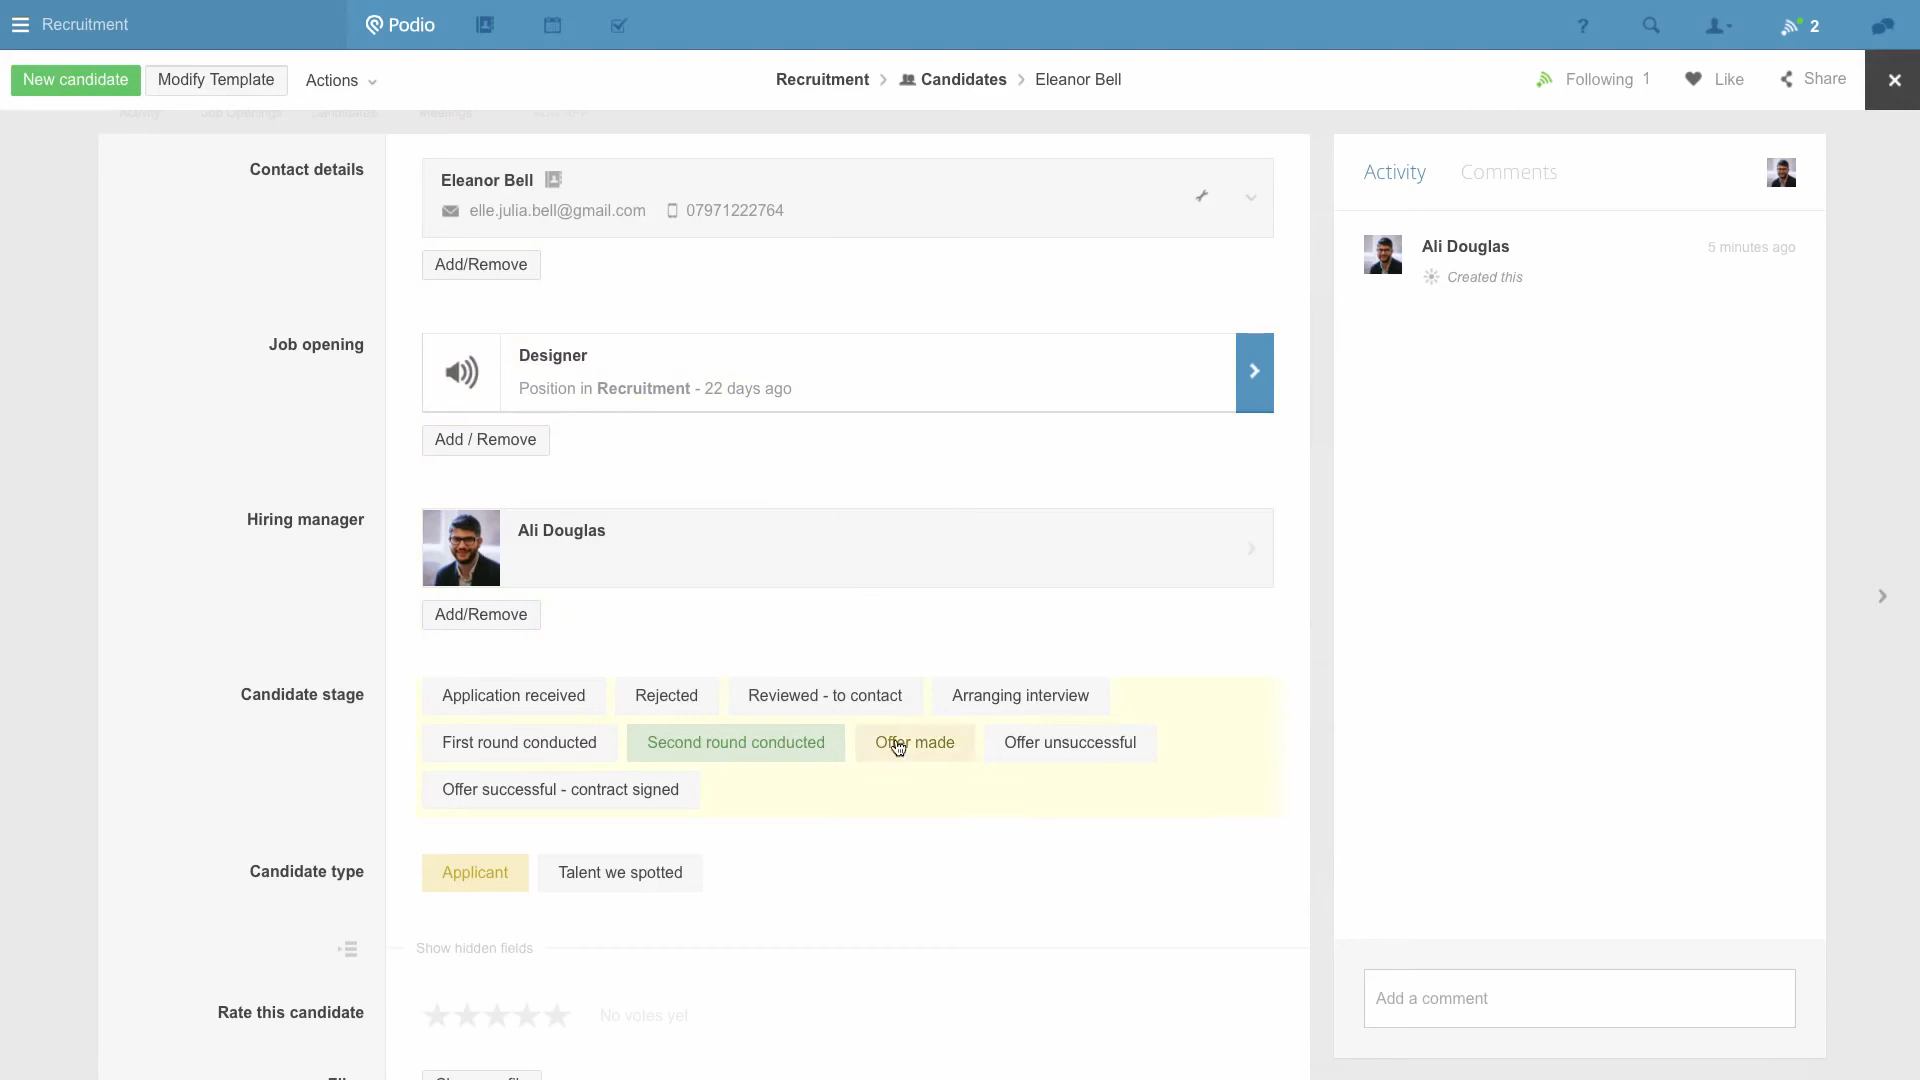 Recruitment
Podio
2
New candidate
Modify Template
Actions
Recruitment
Candidates
Eleanor Bell
Following 1
Like
Share
Activity Job Openings Candidates Meetings
Contact details
Eleanor Bell
elle.julia.bell@gmail.com 07971222764
Add/Remove
Job opening
Designer
Position in Recruitment - 22 days ago
Add / Remove
Hiring manager
Ali Douglas
Add/Remove
Candidate stage
Application received
Rejected
Reviewed - to contact
Arranging interview
First round conducted
Second round conducted
Offer made
Offer unsuccessful
Offer successful - contract signed
Candidate type
Applicant
Talent we spotted
Show hidden fields
Rate this candidate
No votes yet
Activity
Comments
Ali Douglas
5 minutes ago
Created this
Add a comment